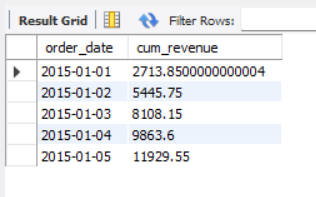 Result Grid Filter Rows:
order_date cum_revenue
2015-01-01 2713.8500000000004
2015-01-02 5445.75
2015-01-03 8108.15
2015-01-04 9863.6
2015-01-05 11929.55